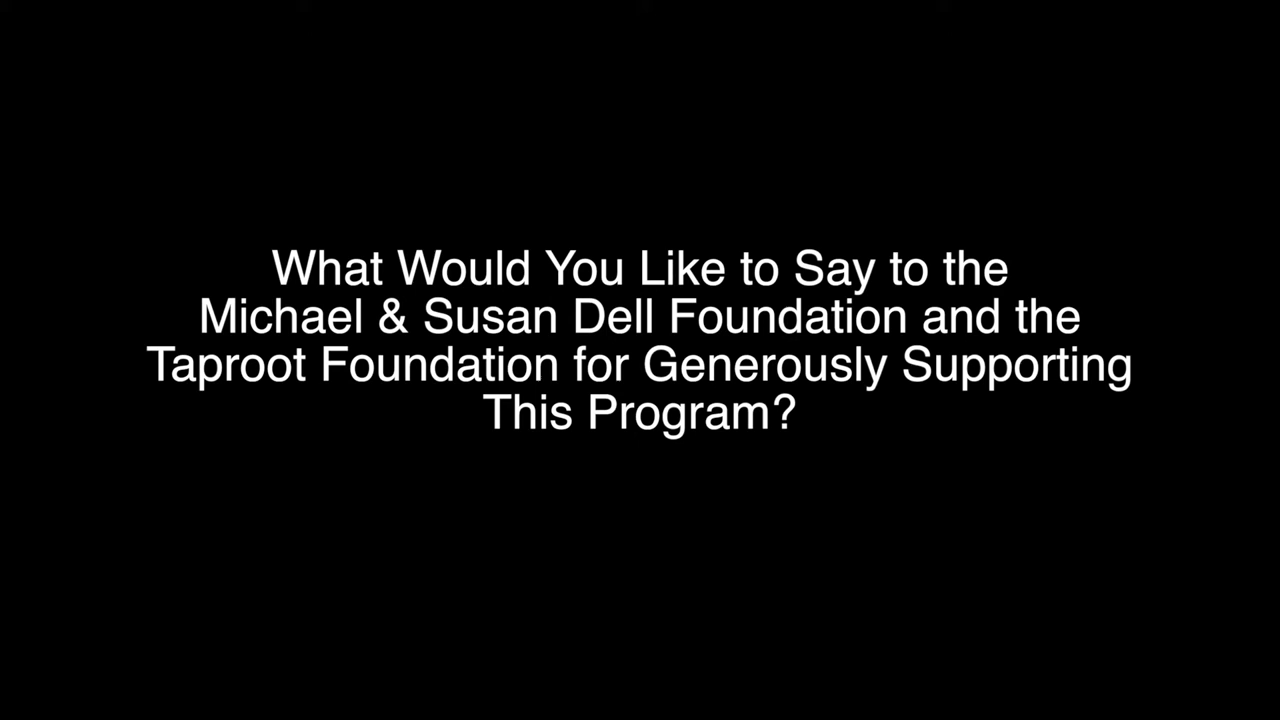 What Would You Like to Say to the
Michael & Susan Dell Foundation and the
Taproot Foundation for Generously Supporting
This Program?